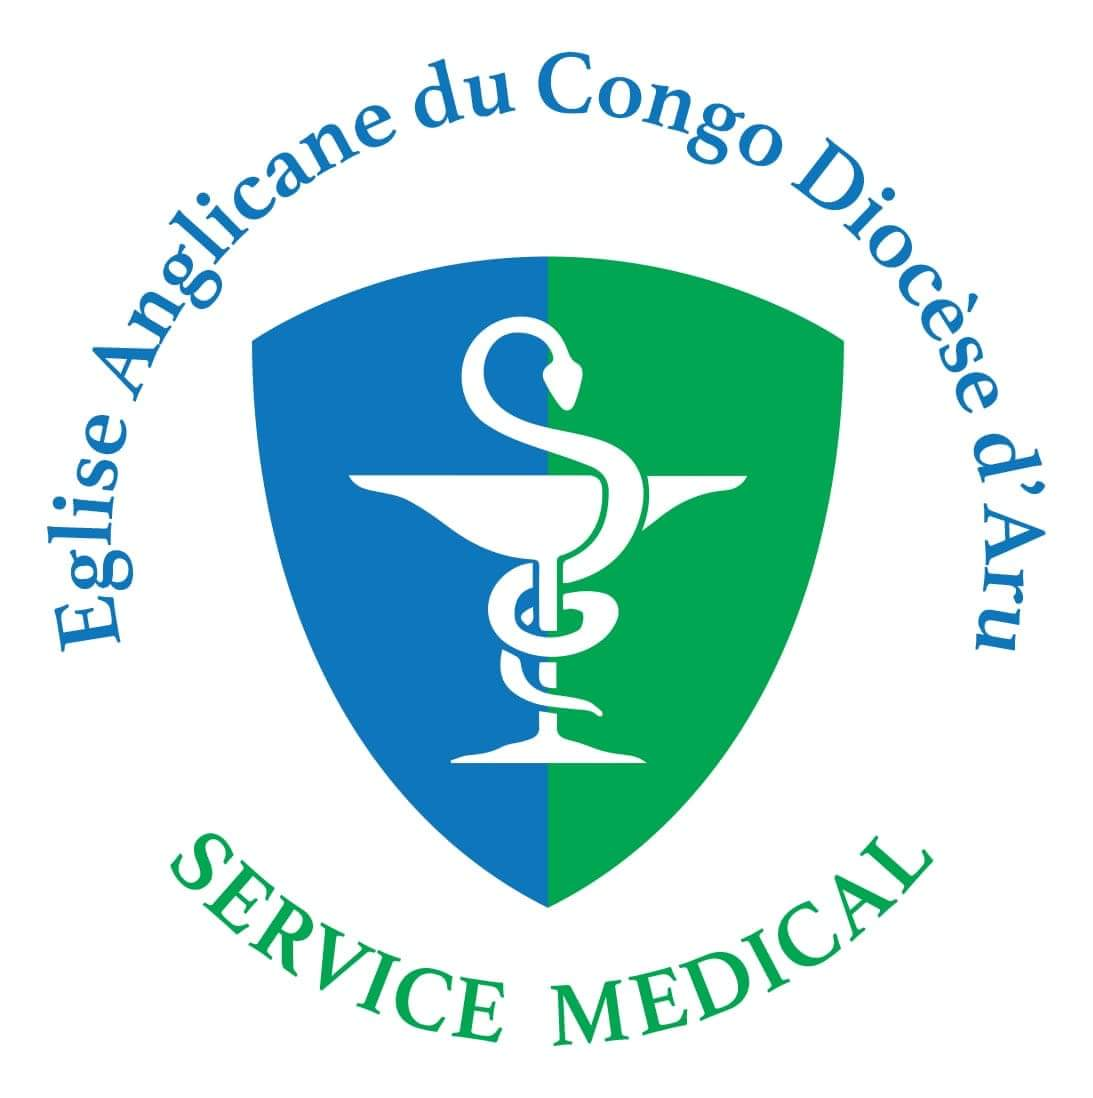 Eglise Anglicane du Congo Diocèse d'Aru
SERVICE MEDICAL